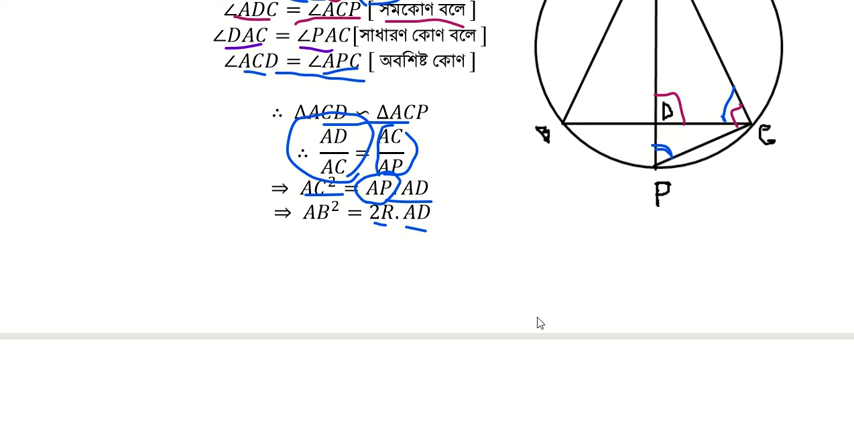 ∠ADC = ∠ACP [ সমকোণ বলে ]
∠DAC = ∠PAC[সাধারণ কোণ বলে ]
∠ACD = ∠APC [ অবশিষ্ট কোণ ]
∴ ΔACD ∽ ΔACP
∴ AD/AC = AC/AP
⇒ AC² = AP. AD
⇒ AB² = 2R. AD
D
B
C
P